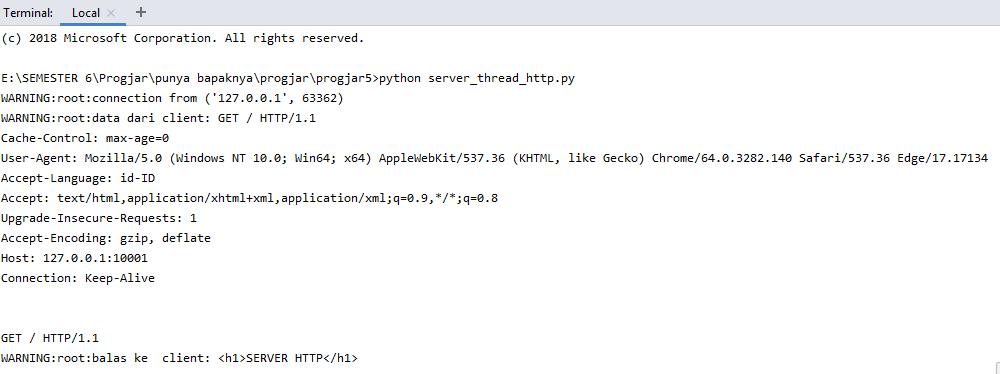 Terminal: Local × +
(c) 2018 Microsoft Corporation. All rights reserved.
E:\SEMESTER 6\Progjar\punya bapaknya\progjar\progjar5>python server_thread_http.py
WARNING:root:connection from ('127.0.0.1', 63362)
WARNING:root:data dari client: GET / HTTP/1.1
Cache-Control: max-age=0
User-Agent: Mozilla/5.0 (Windows NT 10.0; Win64; x64) AppleWebKit/537.36 (KHTML, like Gecko) Chrome/64.0.3282.140 Safari/537.36 Edge/17.17134
Accept-Language: id-ID
Accept: text/html,application/xhtml+xml,application/xml;q=0.9,*/*;q=0.8
Upgrade-Insecure-Requests: 1
Accept-Encoding: gzip, deflate
Host: 127.0.0.1:10001
Connection: Keep-Alive
GET / HTTP/1.1
WARNING:root:balas ke  client: <h1>SERVER HTTP</h1>